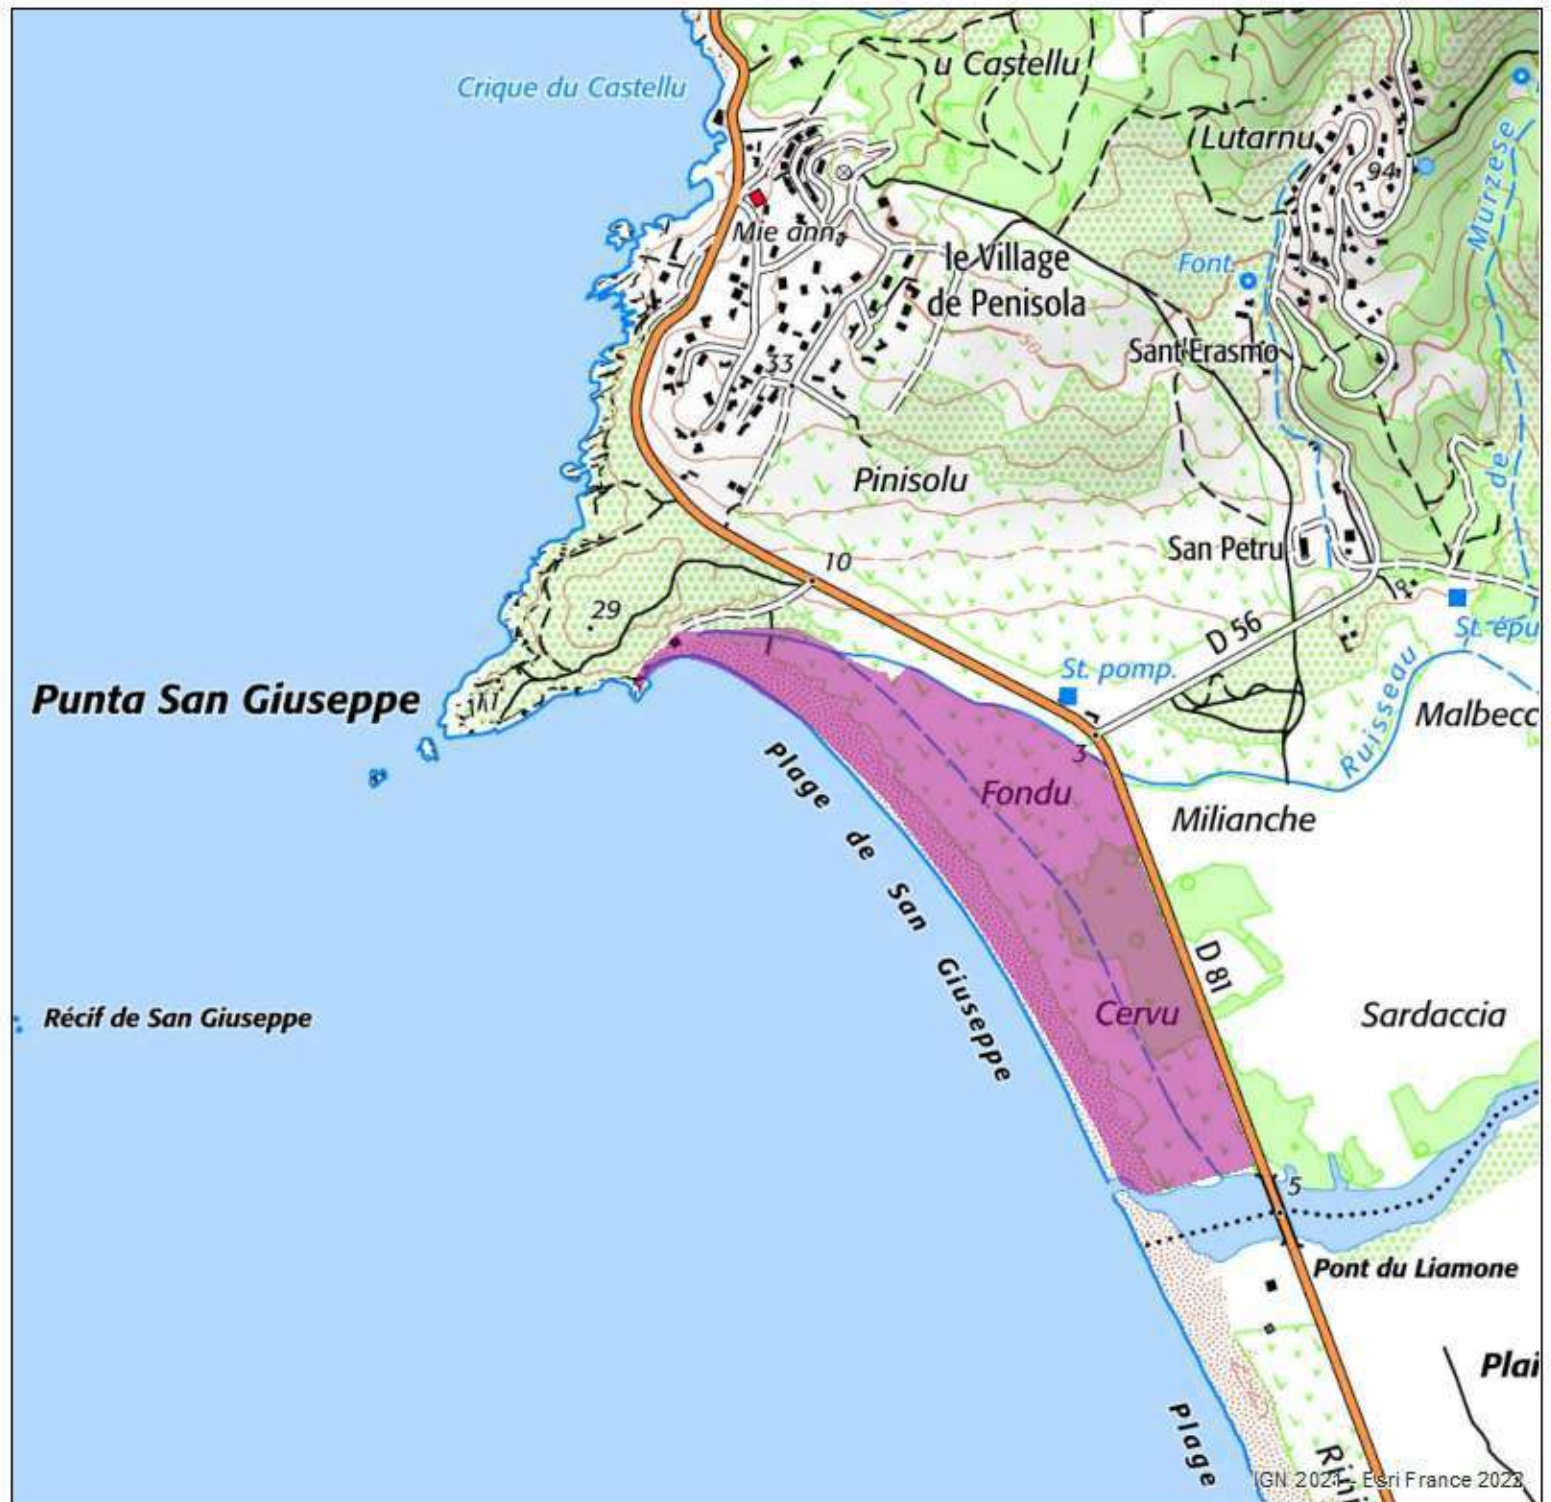 Crique du Castellu
u Castellu
Lutarnu
94
Murzese
de
Ruisseau
Mie ann.
le Village
de Penisola
Font.
Sant'Erasmo
50
33
Pinisolu
San Petru
10
D 56
29
St. épu
St. pomp.
Punta San Giuseppe
Malbecc
3
Fondu
Milianche
Plage de San Giuseppe
D 81
Cervu
Sardaccia
Récif de San Giuseppe
5
Pont du Liamone
Plai
Plage
IGN 2021 - Esri France 2022